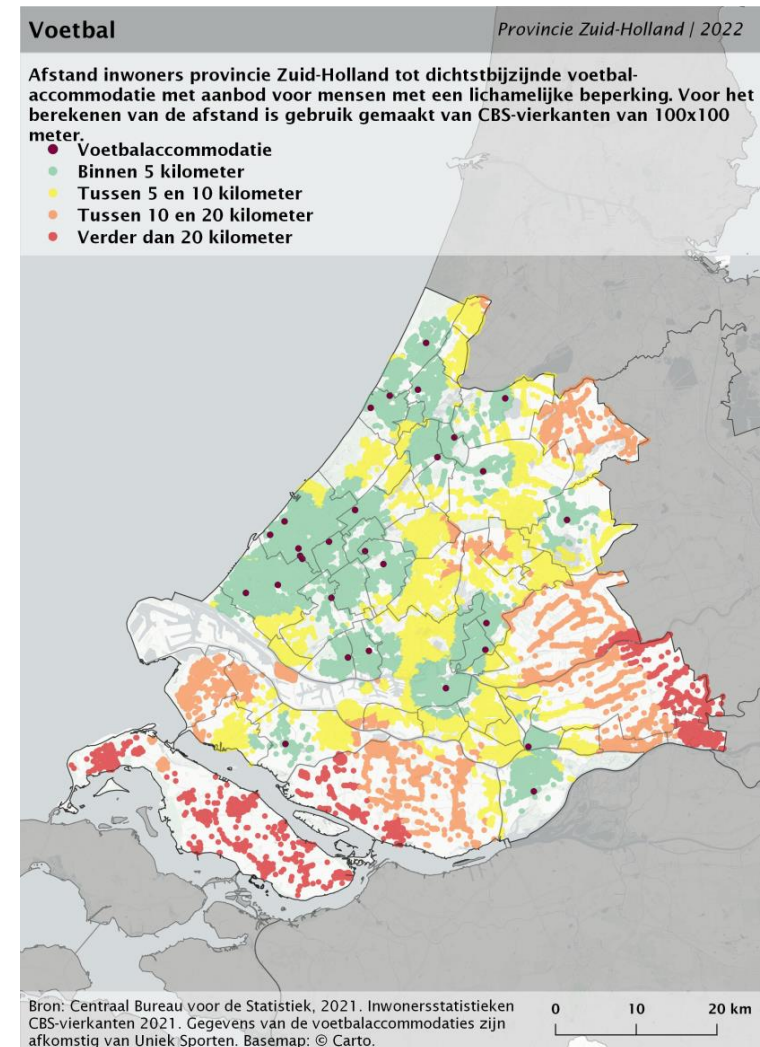 Voetbal
Provincie Zuid-Holland | 2022
Afstand inwoners provincie Zuid-Holland tot dichtstbijzijnde voetbal-
accommodatie met aanbod voor mensen met een lichamelijke beperking. Voor het
berekenen van de afstand is gebruik gemaakt van CBS-vierkanten van 100x100
meter.
Voetbalaccommodatie
Binnen 5 kilometer
Tussen 5 en 10 kilometer
Tussen 10 en 20 kilometer
Verder dan 20 kilometer
Bron: Centraal Bureau voor de Statistiek, 2021. Inwonersstatistieken
CBS-vierkanten 2021. Gegevens van de voetbalaccommodaties zijn
afkomstig van Uniek Sporten. Basemap: © Carto.
0 10 20 km